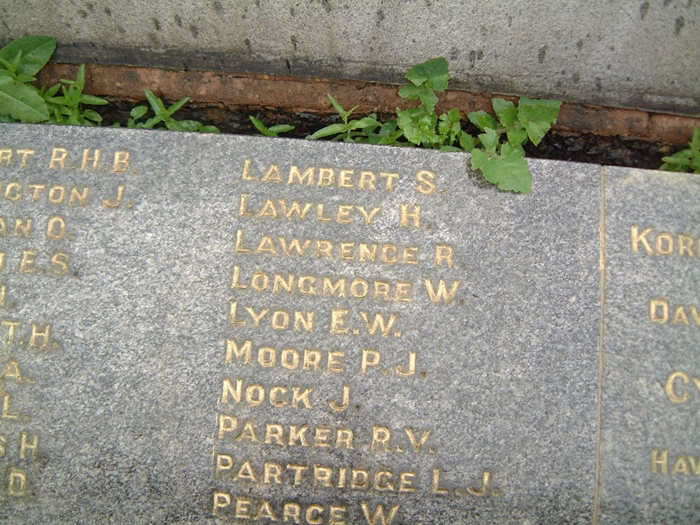 R.H.B.
J.
O.
E.S.
T.H.
A.
L.
H
D
LAMBERT S.
LAWLEY H.
LAWRENCE R.
LONGMORE W.
LYON E.W.
MOORE P.J.
NOCK J.
PARKER R.V.
PARTRIDGE L.J.
PEARCE W.